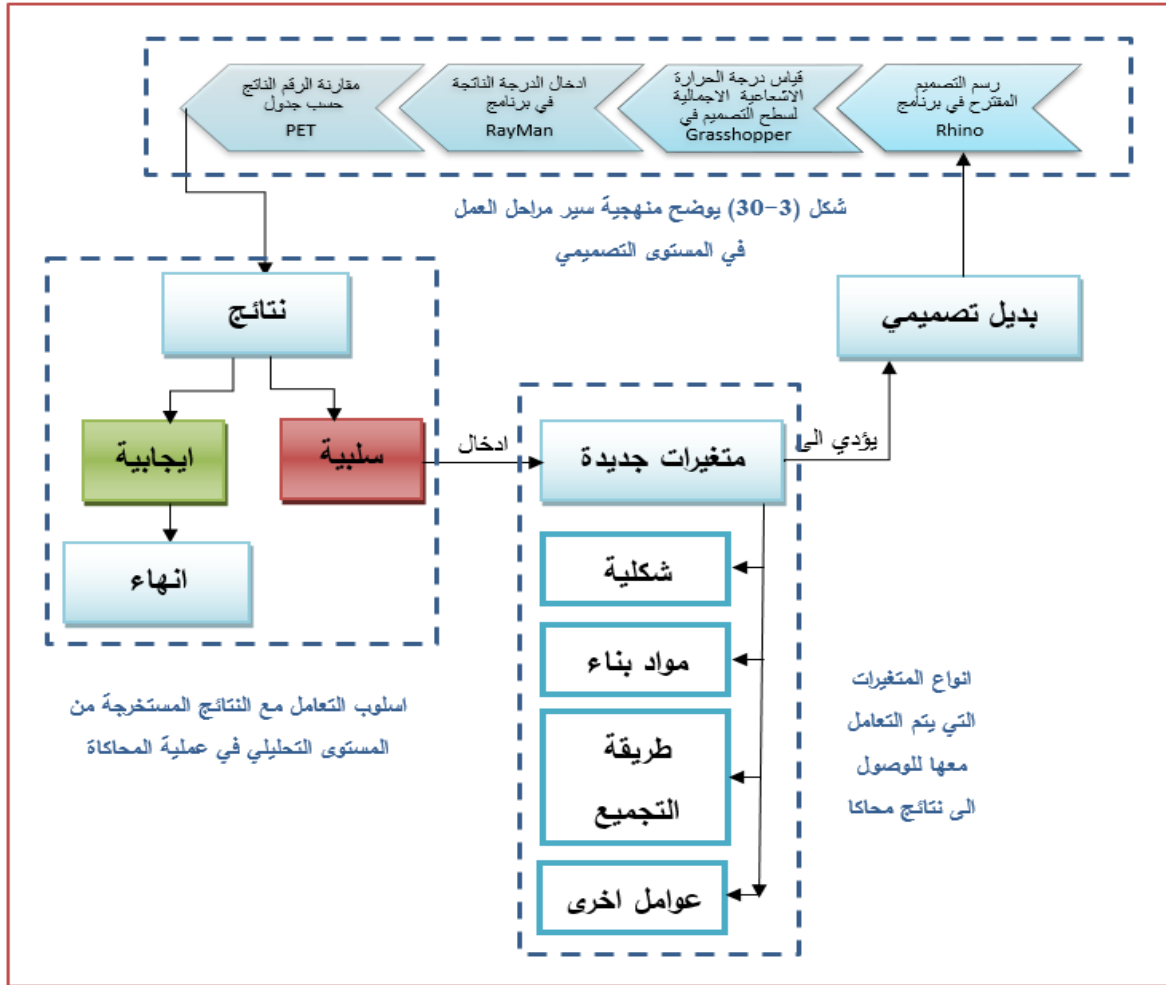 رسم التصميم
المقترح في برنامج
Rhino
قياس درجة الحرارة
الاشعاعية الاجمالية
لسطح التصميم في
Grasshopper
ادخال الدرجة الناتجة
في برنامج
RayMan
مقارنة الرقم الناتج
حسب جدول
PET
شكل (3-30) يوضح منهجية سير مراحل العمل
في المستوى التصميمي
نتائج
بديل تصميمي
ايجابية
سلبية
ادخال
متغيرات جديدة
يؤدي الى
انهاء
شكلية
مواد بناء
طريقة
التجميع
عوامل اخرى
انواع المتغيرات
التي يتم التعامل
معها للوصول
الى نتائج محاكا
اسلوب التعامل مع النتائج المستخرجة من
المستوى التحليلي في عملية المحاكاة